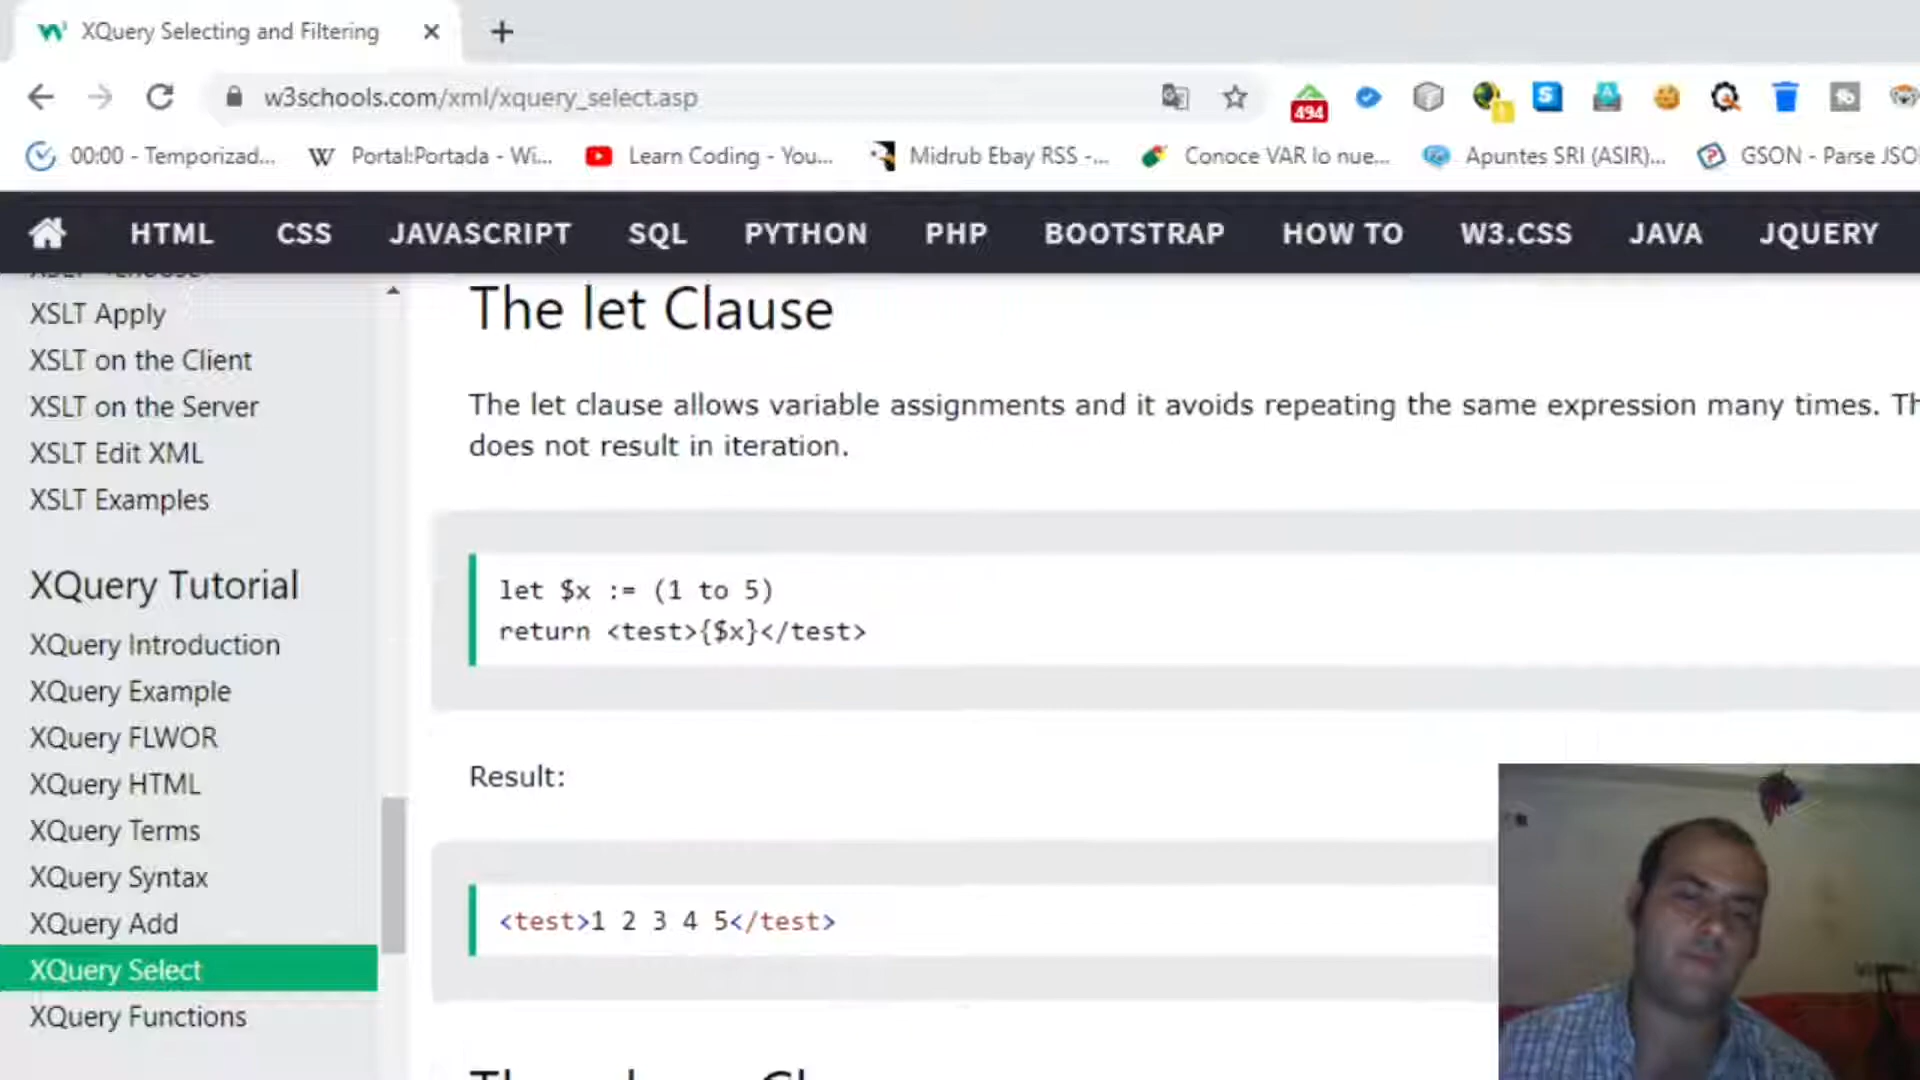 XQuery Selecting and Filtering
w3schools.com/xml/xquery_select.asp
494
00:00 - Temporizad...
Portal:Portada - Wi...
Learn Coding - You...
Midrub Ebay RSS -...
Conoce VAR lo nue...
Apuntes SRI (ASIR)...
GSON - Parse JSO
HTML
CSS
JAVASCRIPT
SQL
PYTHON
PHP
BOOTSTRAP
HOW TO
W3.CSS
JAVA
JQUERY
XSLT Apply
XSLT on the Client
XSLT on the Server
XSLT Edit XML
XSLT Examples
XQuery Tutorial
XQuery Introduction
XQuery Example
XQuery FLWOR
XQuery HTML
XQuery Terms
XQuery Syntax
XQuery Add
XQuery Select
XQuery Functions
The let Clause
The let clause allows variable assignments and it avoids repeating the same expression many times. Th
does not result in iteration.
let $x := (1 to 5)
return <test>{$x}</test>
Result:
<test>1 2 3 4 5</test>